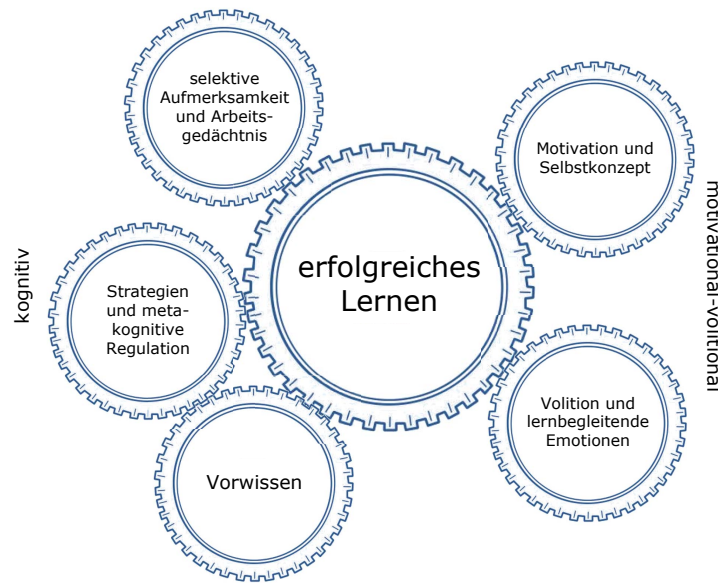 selektive
Aufmerksamkeit
und Arbeits-
gedächtnis
Motivation und
Selbstkonzept
erfolgreiches
Lernen
kognitiv
motivational-volitional
Strategien
und meta-
kognitive
Regulation
Volition und
lernbegleitende
Emotionen
Vorwissen